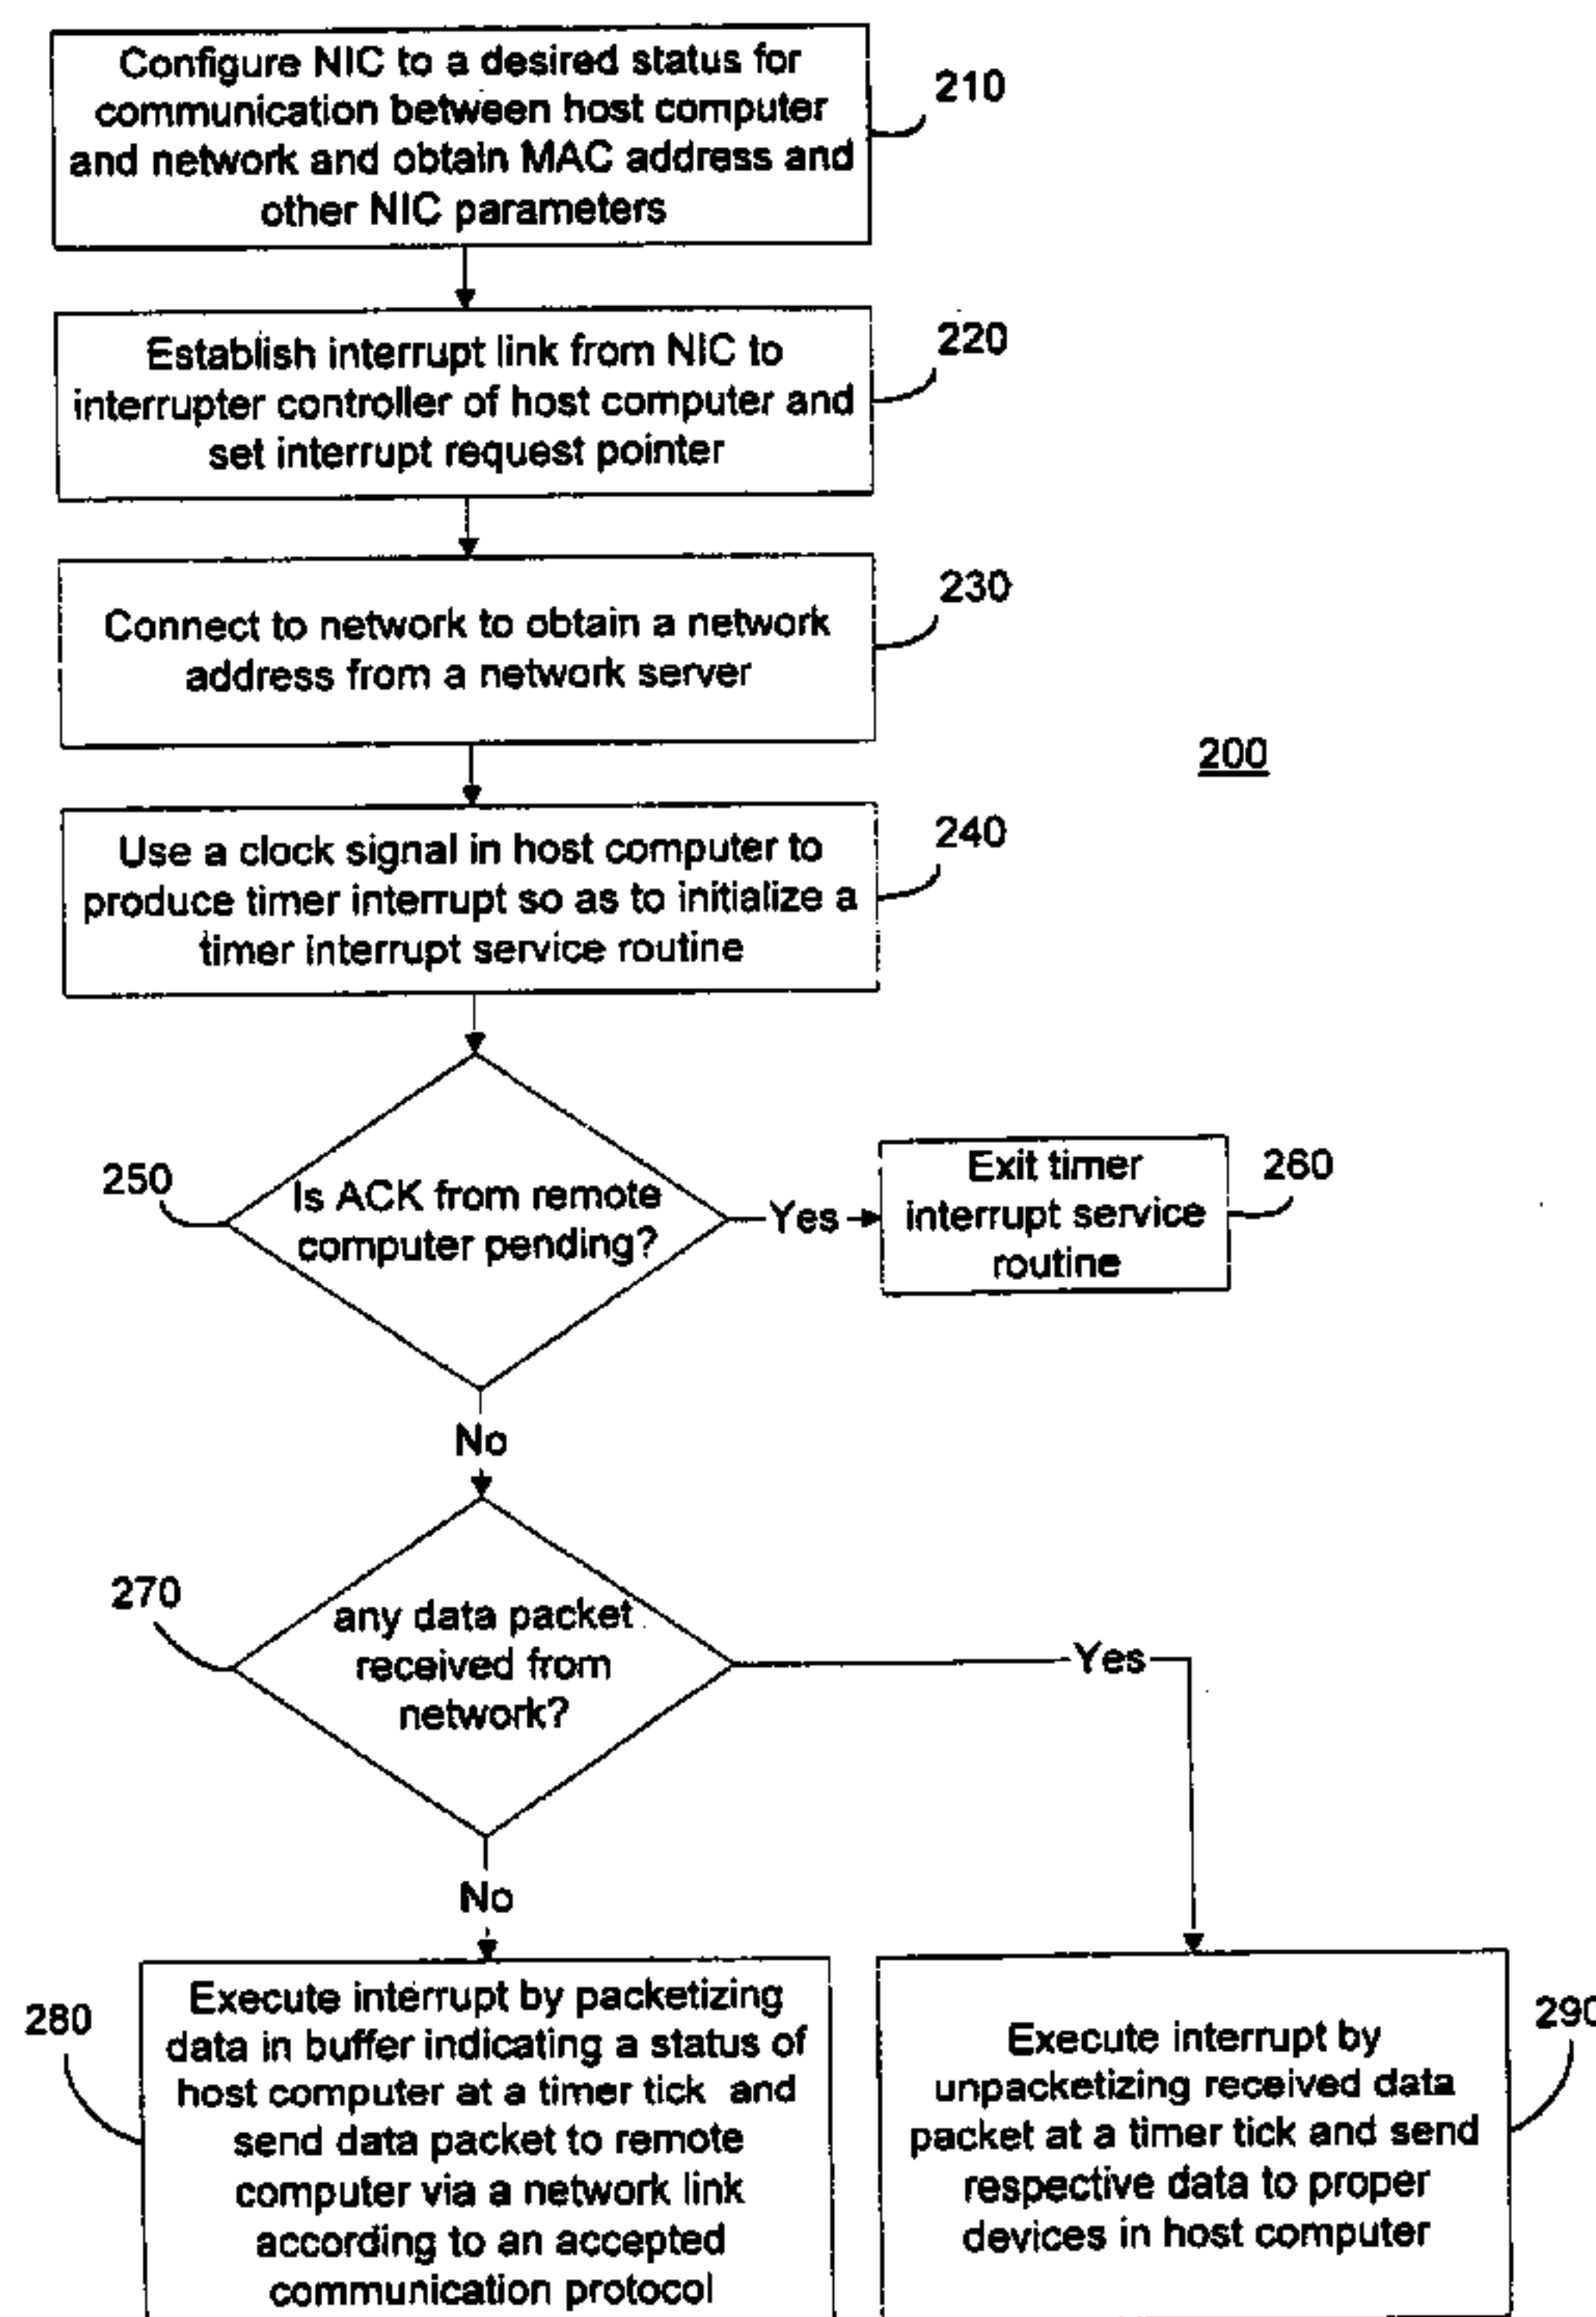 Configure NIC to a desired status for
communication between host computer
and network and obtain MAC address and
other NIC parameters
210
Establish interrupt link from NIC to
interrupter controller of host computer and
set interrupt request pointer
220
Connect to network to obtain a network
address from a network server
230
200
Use a clock signal in host computer to
produce timer interrupt so as to initialize a
timer interrupt service routine
240
250
Is ACK from remote
computer pending?
Yes
Exit timer
interrupt service
routine
260
No
270
any data packet
received from
network?
Yes
No
280
Execute interrupt by packetizing
data in buffer indicating a status of
host computer at a timer tick and
send data packet to remote
computer via a network link
according to an accepted
communication protocol
Execute interrupt by
unpacketizing received data
packet at a timer tick and send
respective data to proper
devices in host computer
290